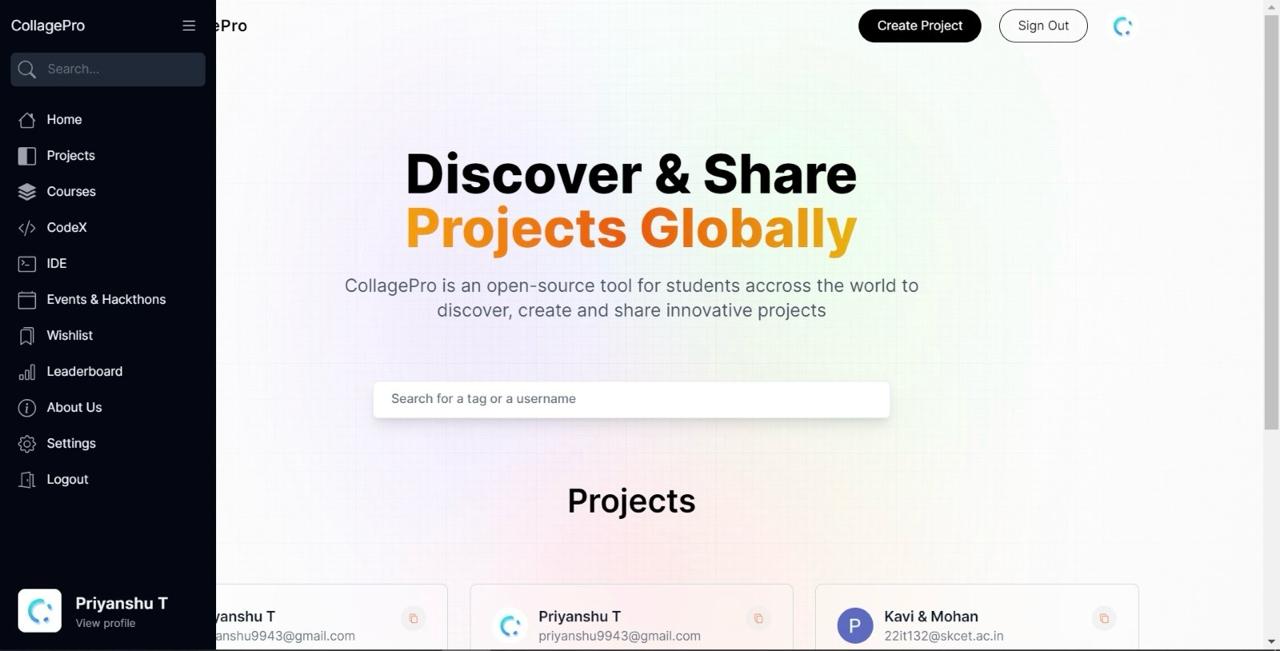 CollagePro
Search...
Home
Projects
Courses
CodeX
IDE
Events & Hackthons
Wishlist
Leaderboard
About Us
Settings
Logout
Priyanshu T
View profile
ePro
Create Project
Sign Out
Discover & Share
Projects Globally
CollagePro is an open-source tool for students accross the world to
discover, create and share innovative projects
Search for a tag or a username
Projects
yanshu T
anshu9943@gmail.com
Priyanshu T
priyanshu9943@gmail.com
P
Kavi & Mohan
22it132@skcet.ac.in